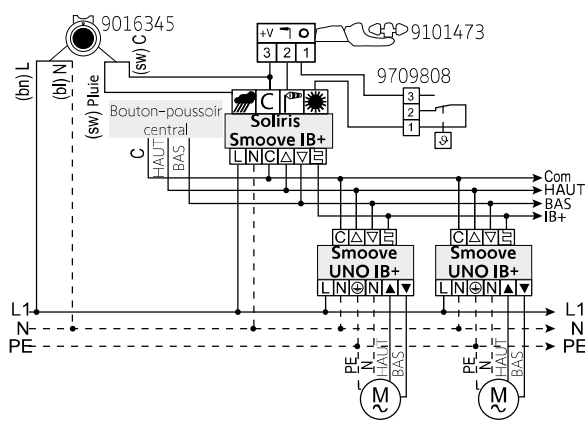 9016345
9101473
9709808
(bn) L
(bl) N
(sw) Pluie
(sw) C
+V
3 2 1
3
2
1
Bouton-poussoir
central
C
HAUT
BAS
C
Soliris
Smoove IB+
L N C
Com
HAUT
BAS
IB+
C
Smoove
UNO IB+
L N N
C
Smoove
UNO IB+
L N N
L1
N
PE
L1
N
PE
PE
N
HAUT
BAS
M
~
PE
N
HAUT
BAS
M
~